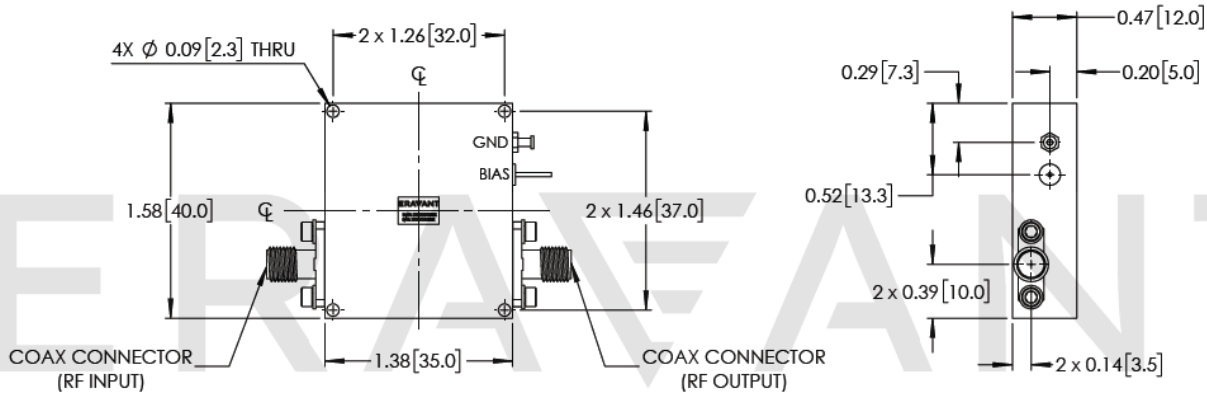 4X Ø 0.09[2.3] THRU
2 x 1.26[32.0]
℄
GND
BIAS
1.58[40.0]
℄
ERAVANT
2 x 1.46[37.0]
COAX CONNECTOR
(RF INPUT)
1.38[35.0]
COAX CONNECTOR
(RF OUTPUT)
0.47[12.0]
0.29[7.3]
0.20[5.0]
0.52[13.3]
2 x 0.39[10.0]
2 x 0.14[3.5]
ERAVANT